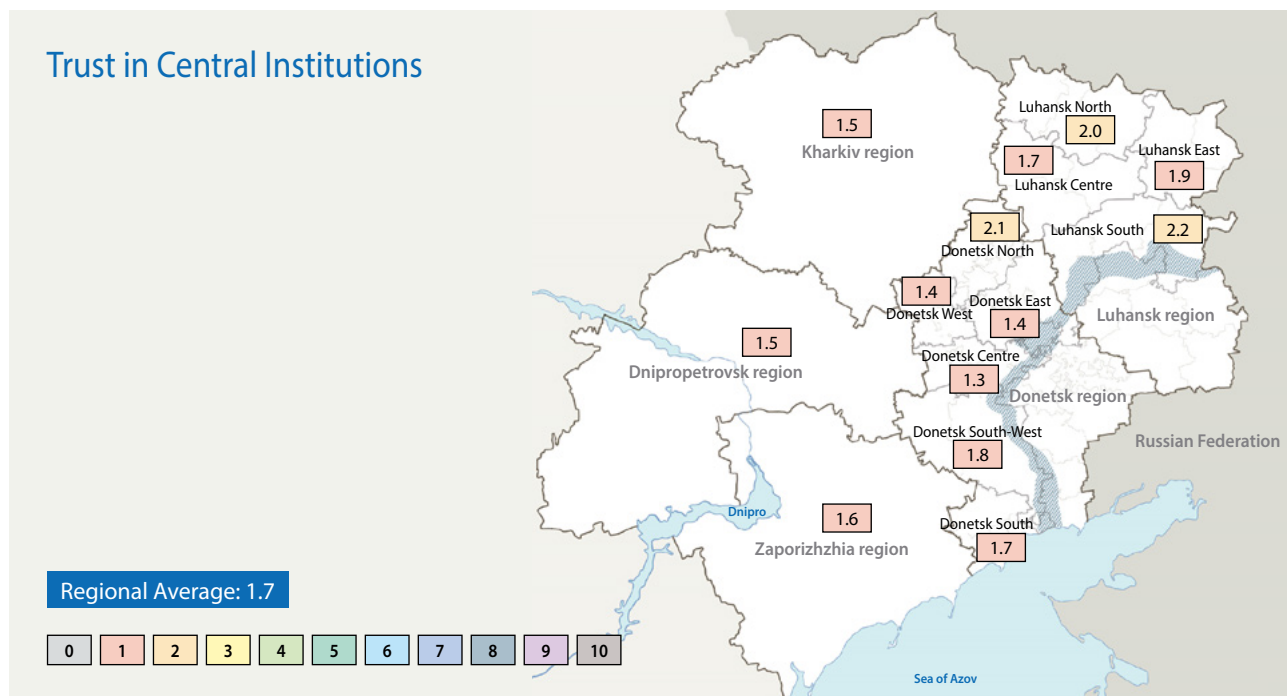 Trust in Central Institutions
Luhansk North
2.0
1.5
Kharkiv region
Luhansk East
1.9
1.7
Luhansk Centre
2.1
Donetsk North
Luhansk South
2.2
1.4
Donetsk West
Donetsk East
1.4
Luhansk region
1.5
Dnipropetrovsk region
Donetsk Centre
1.3
Donetsk region
Donetsk South-West
1.8
Russian Federation
Dnipro
1.6
Zaporizhzhia region
Donetsk South
1.7
Regional Average: 1.7
0 1 2 3 4 5 6 7 8 9 10
Sea of Azov